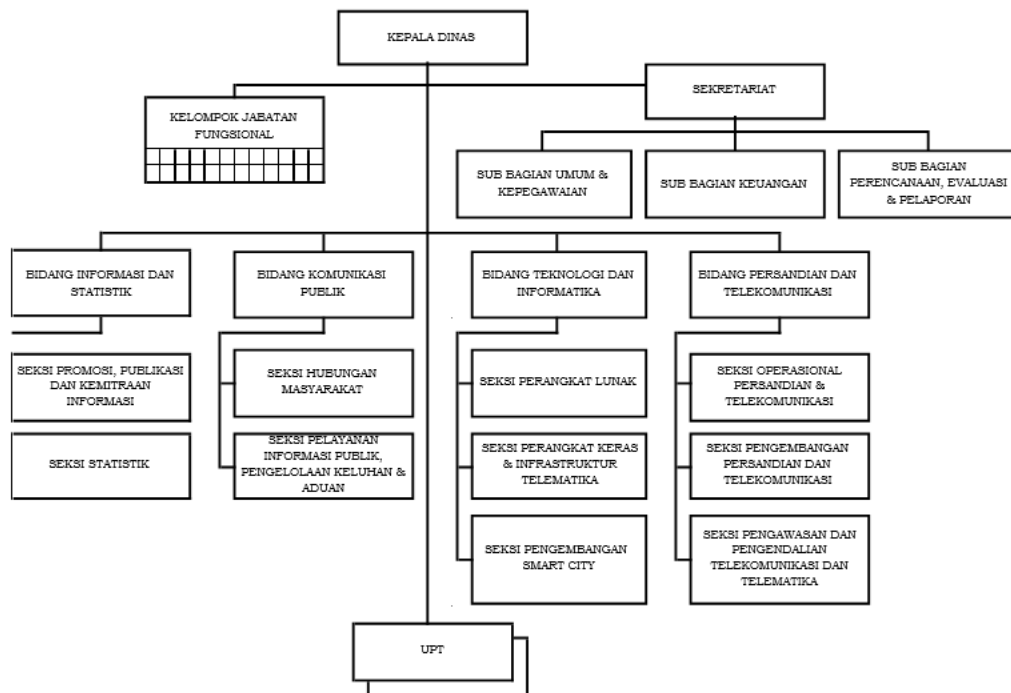 KEPALA DINAS
SEKRETARIAT
KELOMPOK JABATAN
FUNGSIONAL
SUB BAGIAN UMUM &
KEPEGAWAIAN
SUB BAGIAN KEUANGAN
SUB BAGIAN
PERENCANAAN, EVALUASI
& PELAPORAN
BIDANG INFORMASI DAN
STATISTIK
BIDANG KOMUNIKASI
PUBLIK
BIDANG TEKNOLOGI DAN
INFORMATIKA
BIDANG PERSANDIAN DAN
TELEKOMUNIKASI
SEKSI PROMOSI, PUBLIKASI
DAN KEMITRAAN
INFORMASI
SEKSI HUBUNGAN
MASYARAKAT
SEKSI PERANGKAT LUNAK
SEKSI OPERASIONAL
PERSANDIAN &
TELEKOMUNIKASI
SEKSI STATISTIK
SEKSI PELAYANAN
INFORMASI PUBLIK,
PENGELOLAAN KELUHAN &
ADUAN
SEKSI PERANGKAT KERAS
& INFRASTRUKTUR
TELEMATIKA
SEKSI PENGEMBANGAN
PERSANDIAN DAN
TELEKOMUNIKASI
SEKSI PENGEMBANGAN
SMART CITY
SEKSI PENGAWASAN DAN
PENGENDALIAN
TELEKOMUNIKASI DAN
TELEMATIKA
UPT